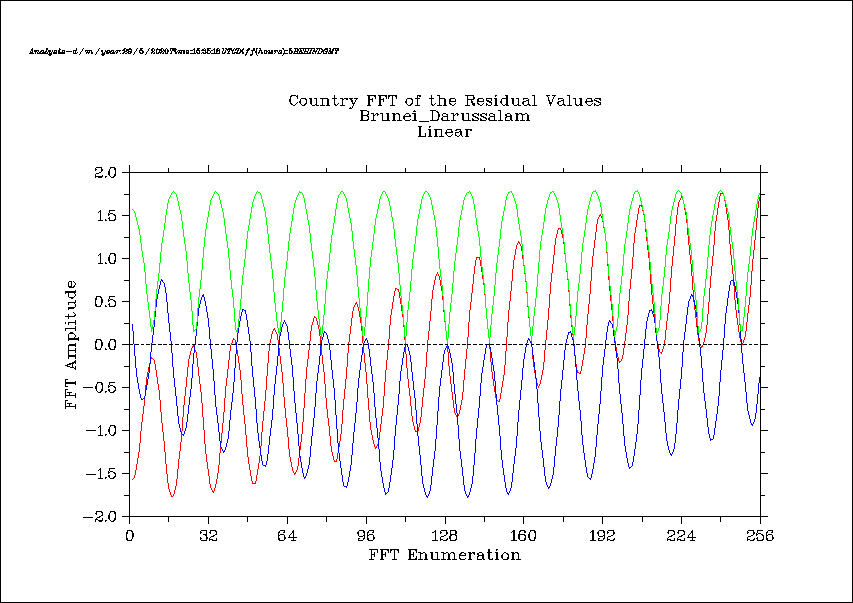 Country FFT of the Residual Values
Brunei_Darussalam
Linear
2.0
1.5
1.0
0.5
0.0
−0.5
−1.0
−1.5
−2.0
FFT Amplitude
0 32 64 96 128 160 192 224 256
FFT Enumeration